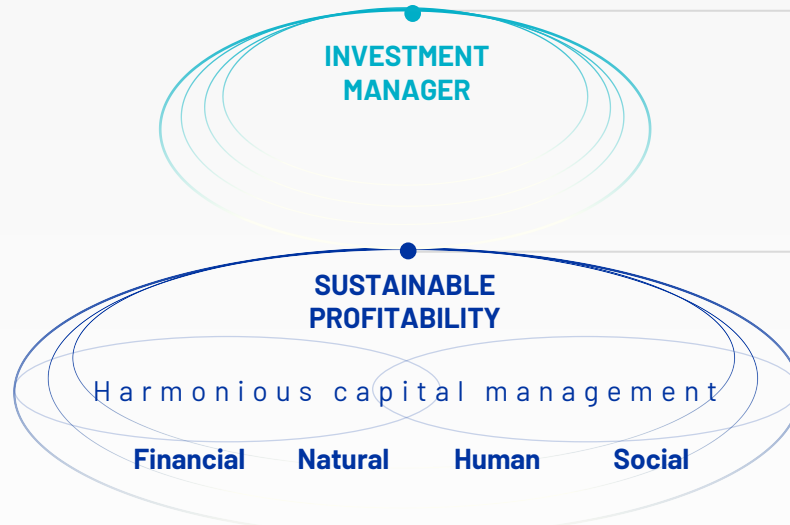 INVESTMENT
MANAGER
SUSTAINABLE
PROFITABILITY
Harmonious capital management
Financial Natural Human Social